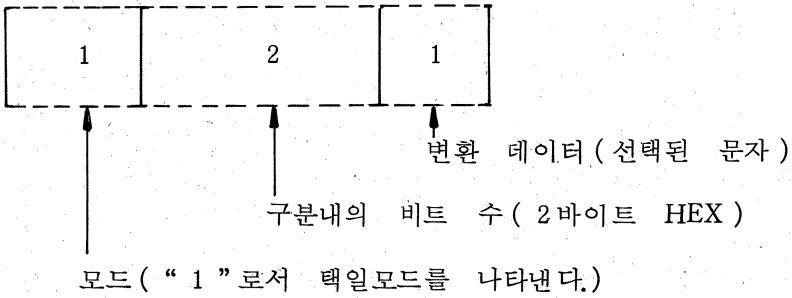 1 2 1
변환 데이터 ( 선택된 문자 )
구분내의 비트 수 ( 2바이트 HEX )
모드 ( “ 1 ” 로서 택일모드를 나타낸다. )